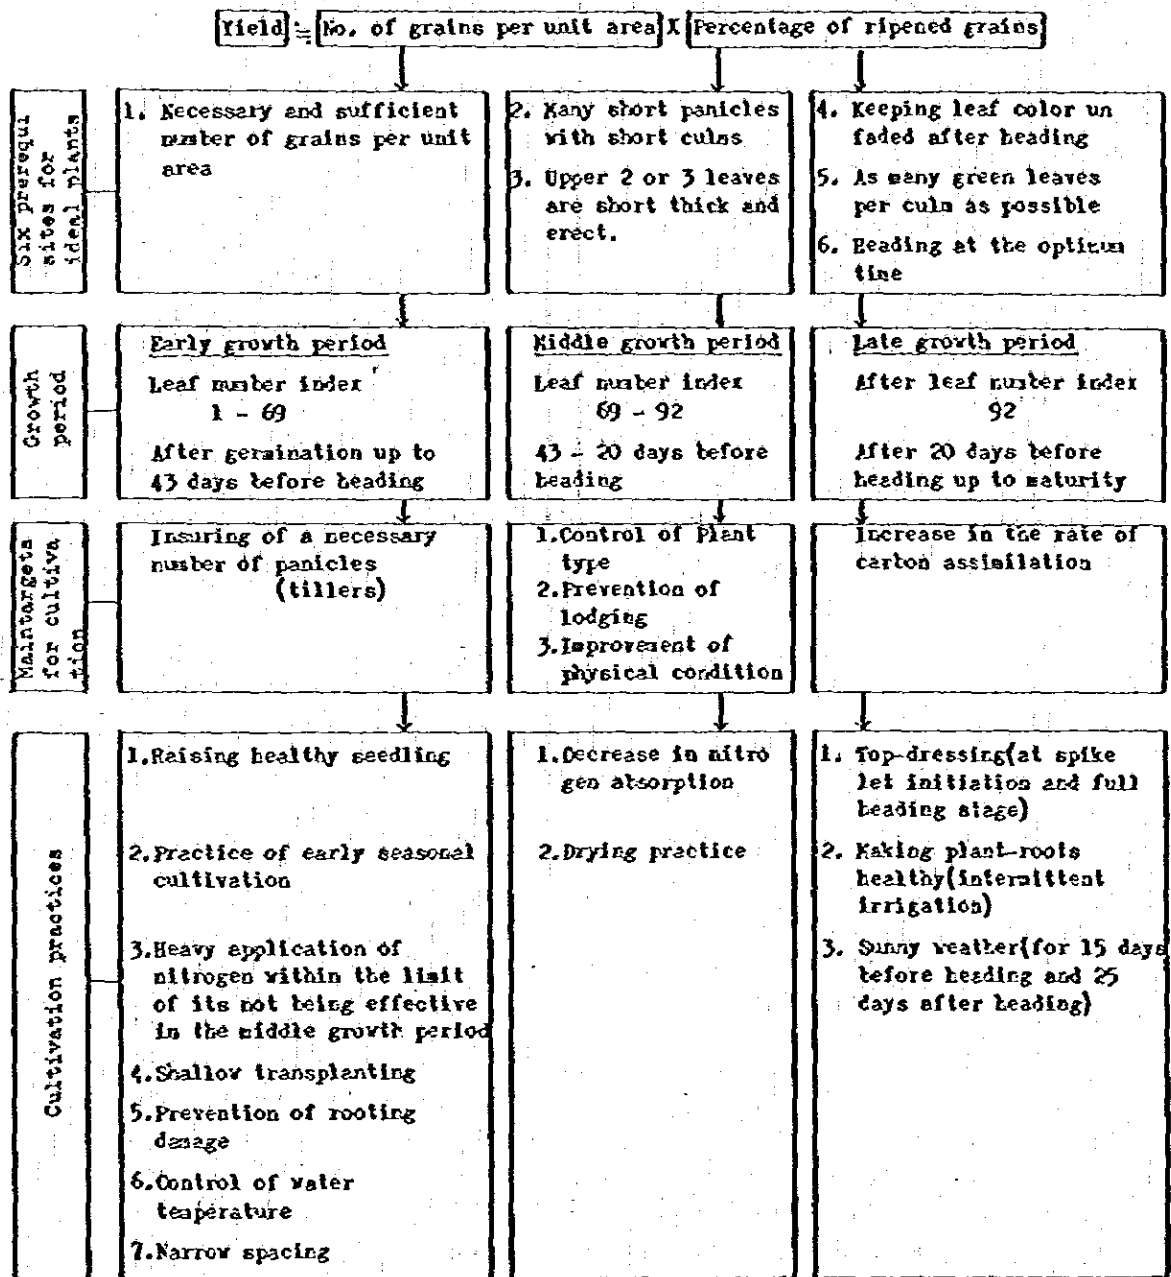 Yield ≒ No. of grains per unit area X Percentage of ripened grains
Six prerequi
sites for
ideal plants
1. Necessary and sufficient
number of grains per unit
area
2. Many short panicles
with short culms
3. Upper 2 or 3 leaves
are short thick and
erect.
4. Keeping leaf color un
faded after heading
5. As many green leaves
per culm as possible
6. Heading at the optimum
time
Growth
period
Early growth period
Leaf number index
1 - 69
After germination up to
43 days before heading
Middle growth period
Leaf number index
69 - 92
43 - 20 days before
heading
Late growth period
After leaf number index
92
After 20 days before
heading up to maturity
Maintargets
for cultiva
tion
Insuring of a necessary
number of panicles
(tillers)
1.Control of Plant
type
2.Prevention of
lodging
3.Improvement of
physical condition
Increase in the rate of
carbon assimilation
Cultivation practices
1.Raising healthy seedling
2.Practice of early seasonal
cultivation
3.Heavy application of
nitrogen within the limit
of its not being effective
in the middle growth period
4.Shallow transplanting
5.Prevention of rooting
damage
6.Control of water
temperature
7.Narrow spacing
1.Decrease in nitro
gen absorption
2.Drying practice
1. Top-dressing(at spike
let initiation and full
heading stage)
2. Making plant-roots
healthy(intermittent
irrigation)
3. Sunny weather(for 15 days
before heading and 25
days after heading)